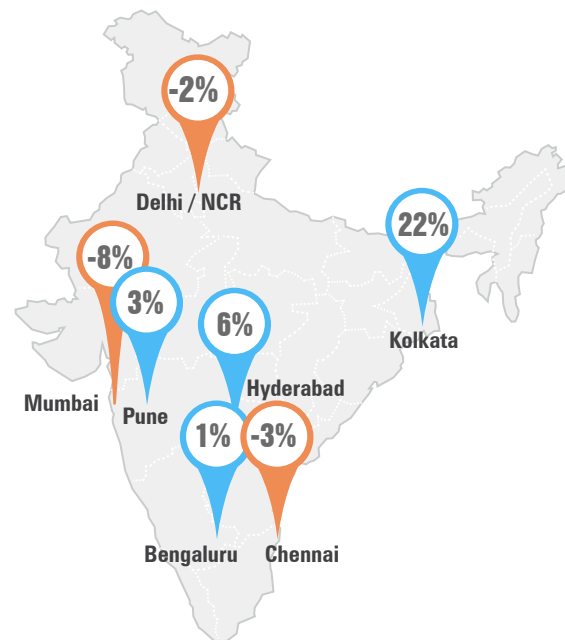 -2%
Delhi / NCR
22%
Kolkata
-8%
Mumbai
3%
Pune
6%
Hyderabad
1%
Bengaluru
-3%
Chennai